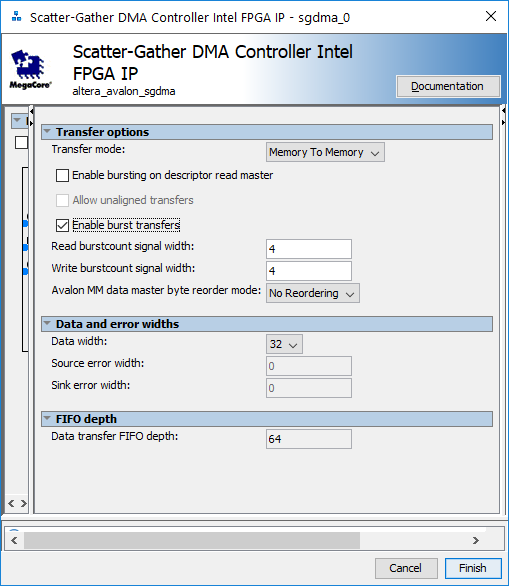 Scatter-Gather DMA Controller Intel FPGA IP - sgdma_0
Scatter-Gather DMA Controller Intel
FPGA IP
altera_avalon_sgdma
MegaCore®
Documentation
Transfer options
Transfer mode: Memory To Memory
Enable bursting on descriptor read master
Allow unaligned transfers
Enable burst transfers
Read burstcount signal width: 4
Write burstcount signal width: 4
Avalon MM data master byte reorder mode: No Reordering
Data and error widths
Data width: 32
Source error width: 0
Sink error width: 0
FIFO depth
Data transfer FIFO depth: 64
Cancel Finish